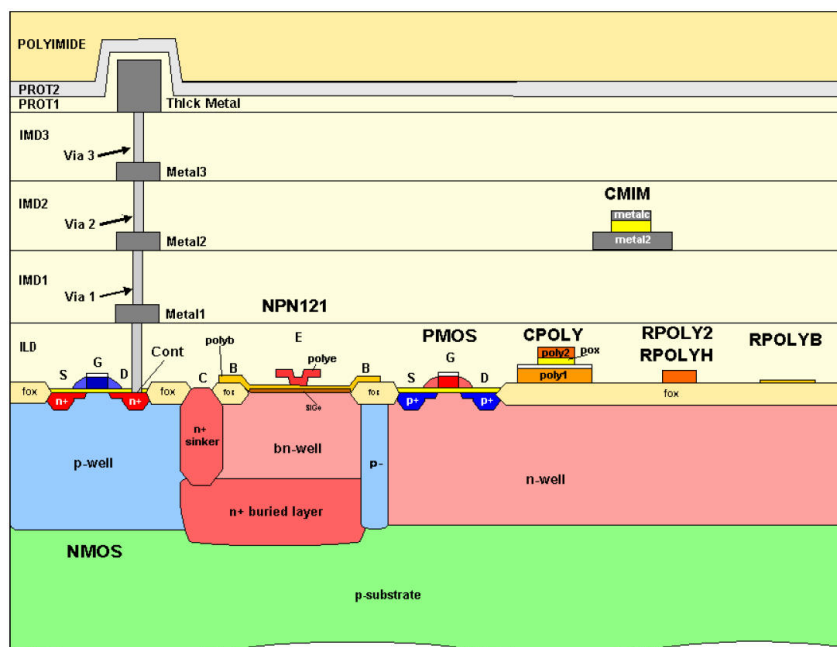 POLYIMIDE
PROT2
PROT1
Thick Metal
IMD3
Via 3
Metal3
IMD2
Via 2
Metal2
CMIM
metalc
metal2
IMD1
Via 1
Metal1
NPN121
ILD
Cont
polyb
E
polye
PMOS
CPOLY
RPOLY2
RPOLYH
RPOLYB
S
G
D
C
B
B
S
G
D
poly2
pox
poly1
fox
n+
n+
fox
fox
SiGe
fox
p+
p+
fox
n+
sinker
p-well
bn-well
p-
n-well
n+ buried layer
NMOS
p-substrate